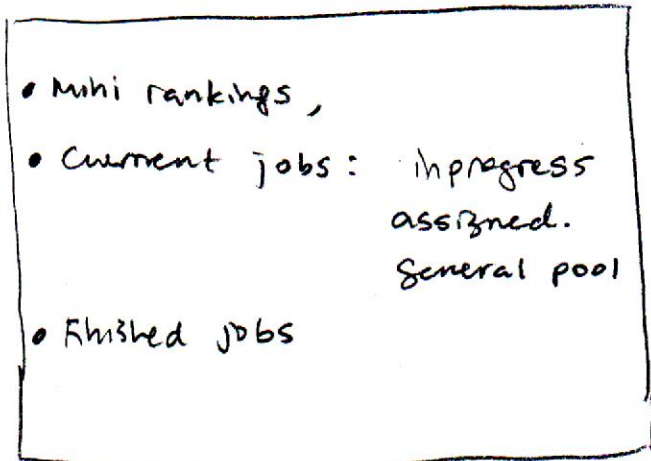 • Mini rankings,
• Current jobs: inprogress
assigned.
General pool
• Finished jobs